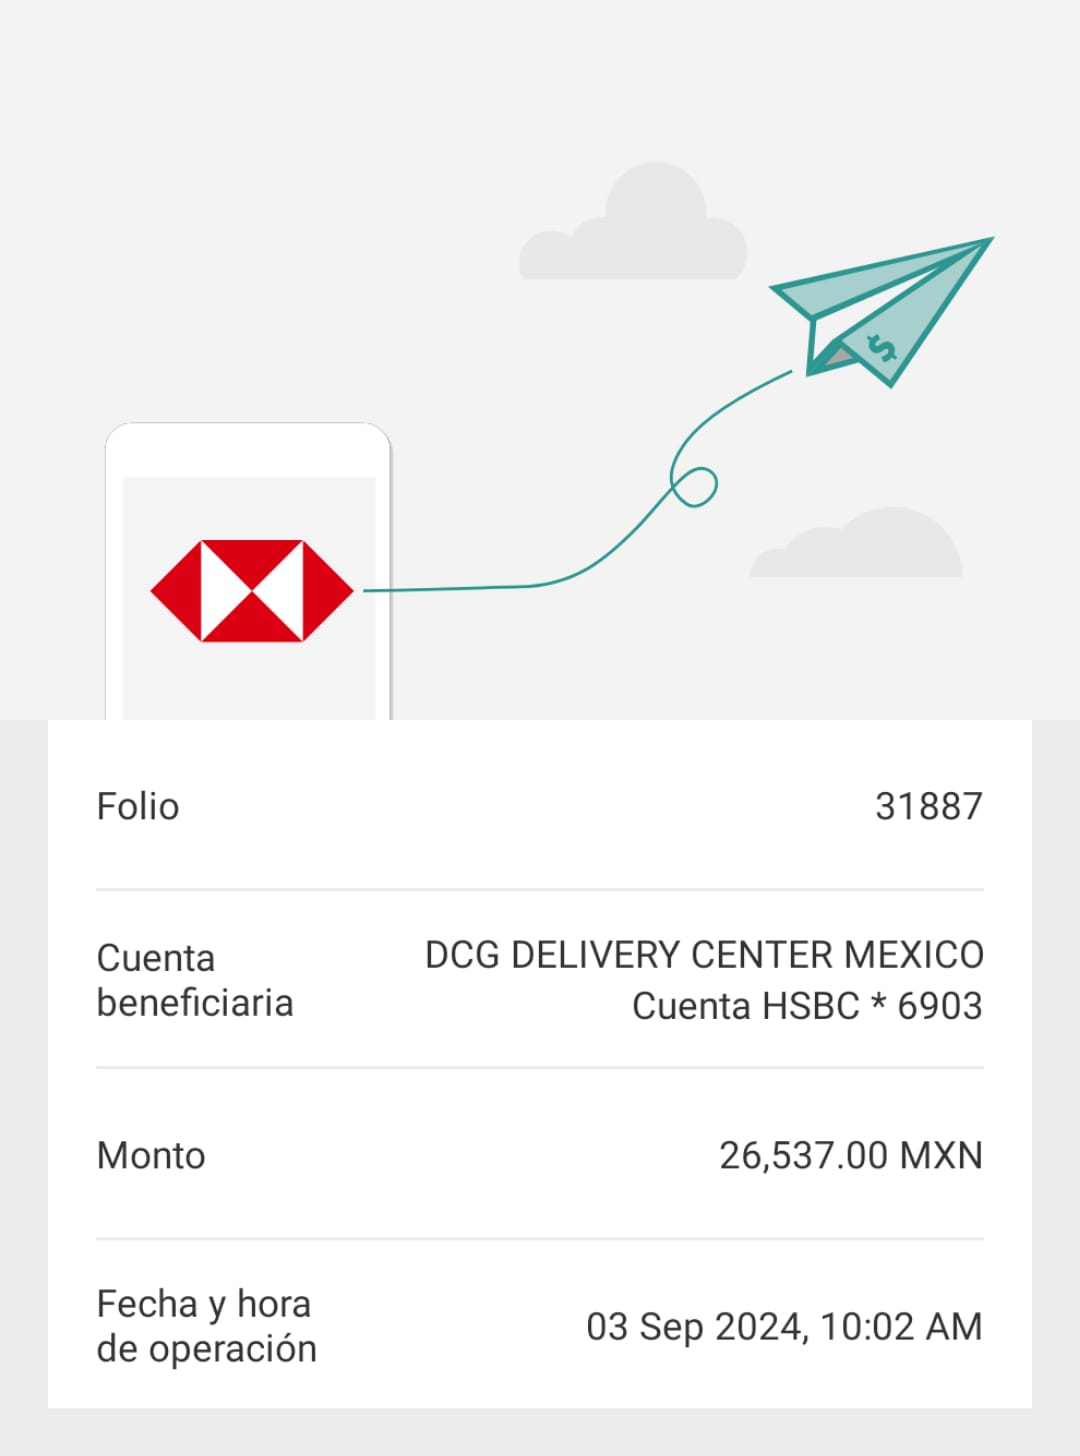 $
Folio
31887
Cuenta
beneficiaria
DCG DELIVERY CENTER MEXICO
Cuenta HSBC * 6903
Monto
26,537.00 MXN
Fecha y hora
de operación
03 Sep 2024, 10:02 AM